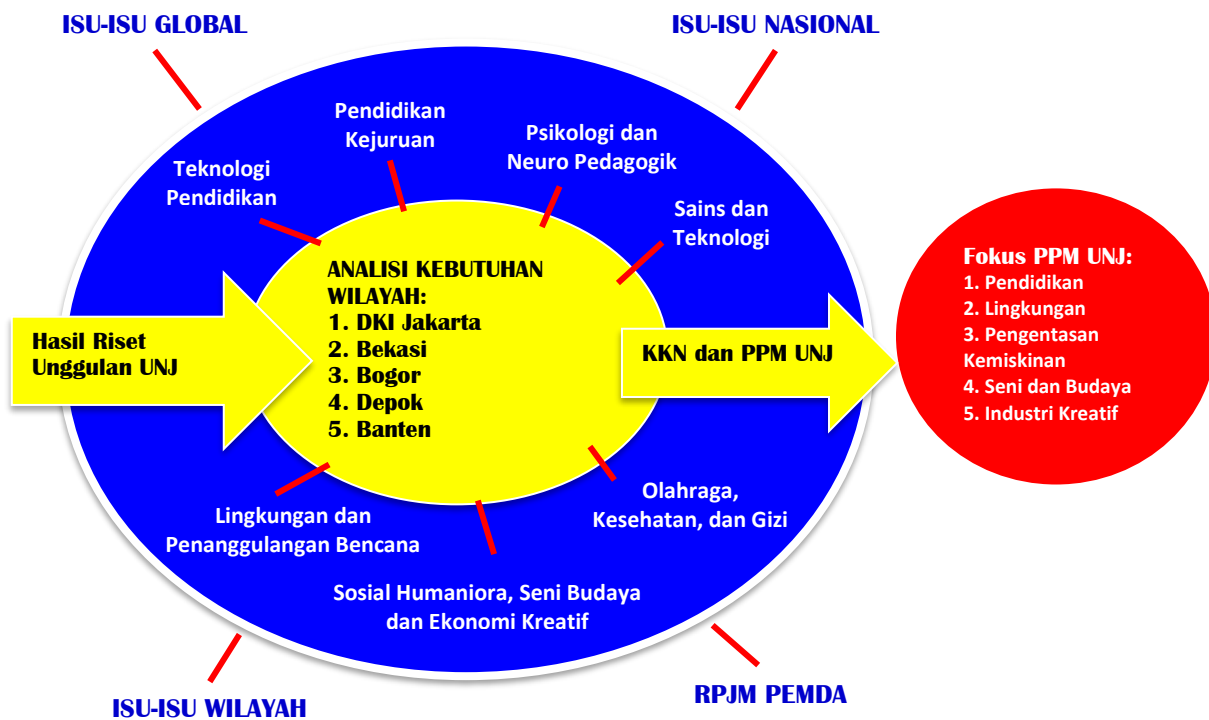 ISU-ISU GLOBAL
ISU-ISU NASIONAL
Pendidikan
Kejuruan
Psikologi dan
Neuro Pedagogik
Teknologi
Pendidikan
Sains dan
Teknologi
ANALISI KEBUTUHAN
WILAYAH:
1. DKI Jakarta
2. Bekasi
3. Bogor
4. Depok
5. Banten
Hasil Riset
Unggulan UNJ
KKN dan PPM UNJ
Fokus PPM UNJ:
1. Pendidikan
2. Lingkungan
3. Pengentasan
Kemiskinan
4. Seni dan Budaya
5. Industri Kreatif
Lingkungan dan
Penanggulangan Bencana
Olahraga,
Kesehatan, dan Gizi
Sosial Humaniora, Seni Budaya
dan Ekonomi Kreatif
ISU-ISU WILAYAH
RPJM PEMDA